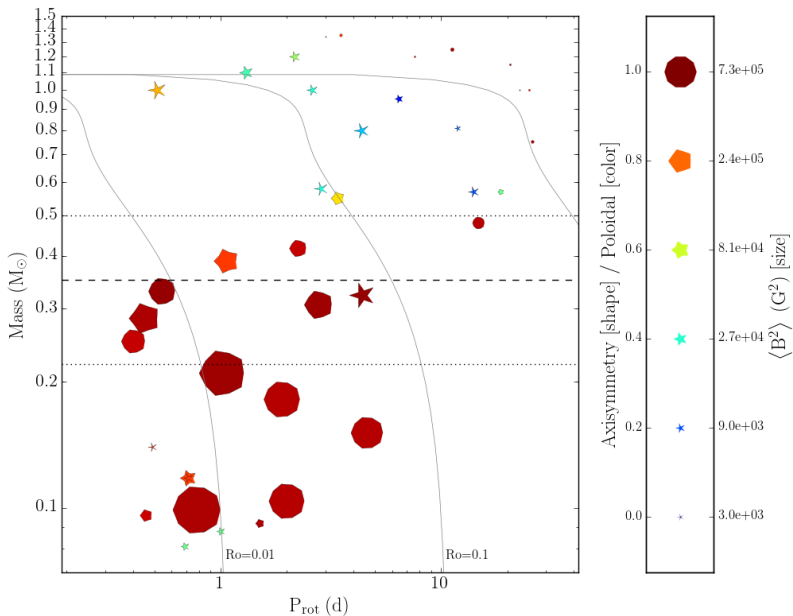 1.5
1.4
1.3
1.2
1.1
1.0
0.9
0.8
0.7
0.6
0.5
0.4
0.3
0.2
0.1
Mass (M☉)
Ro=0.01
Ro=0.1
1
10
P_rot (d)
Axisymmetry [shape] / Poloidal [color]
1.0
0.8
0.6
0.4
0.2
0.0
7.3e+05
2.4e+05
8.1e+04
2.7e+04
9.0e+03
3.0e+03
⟨B²⟩ (G²) [size]